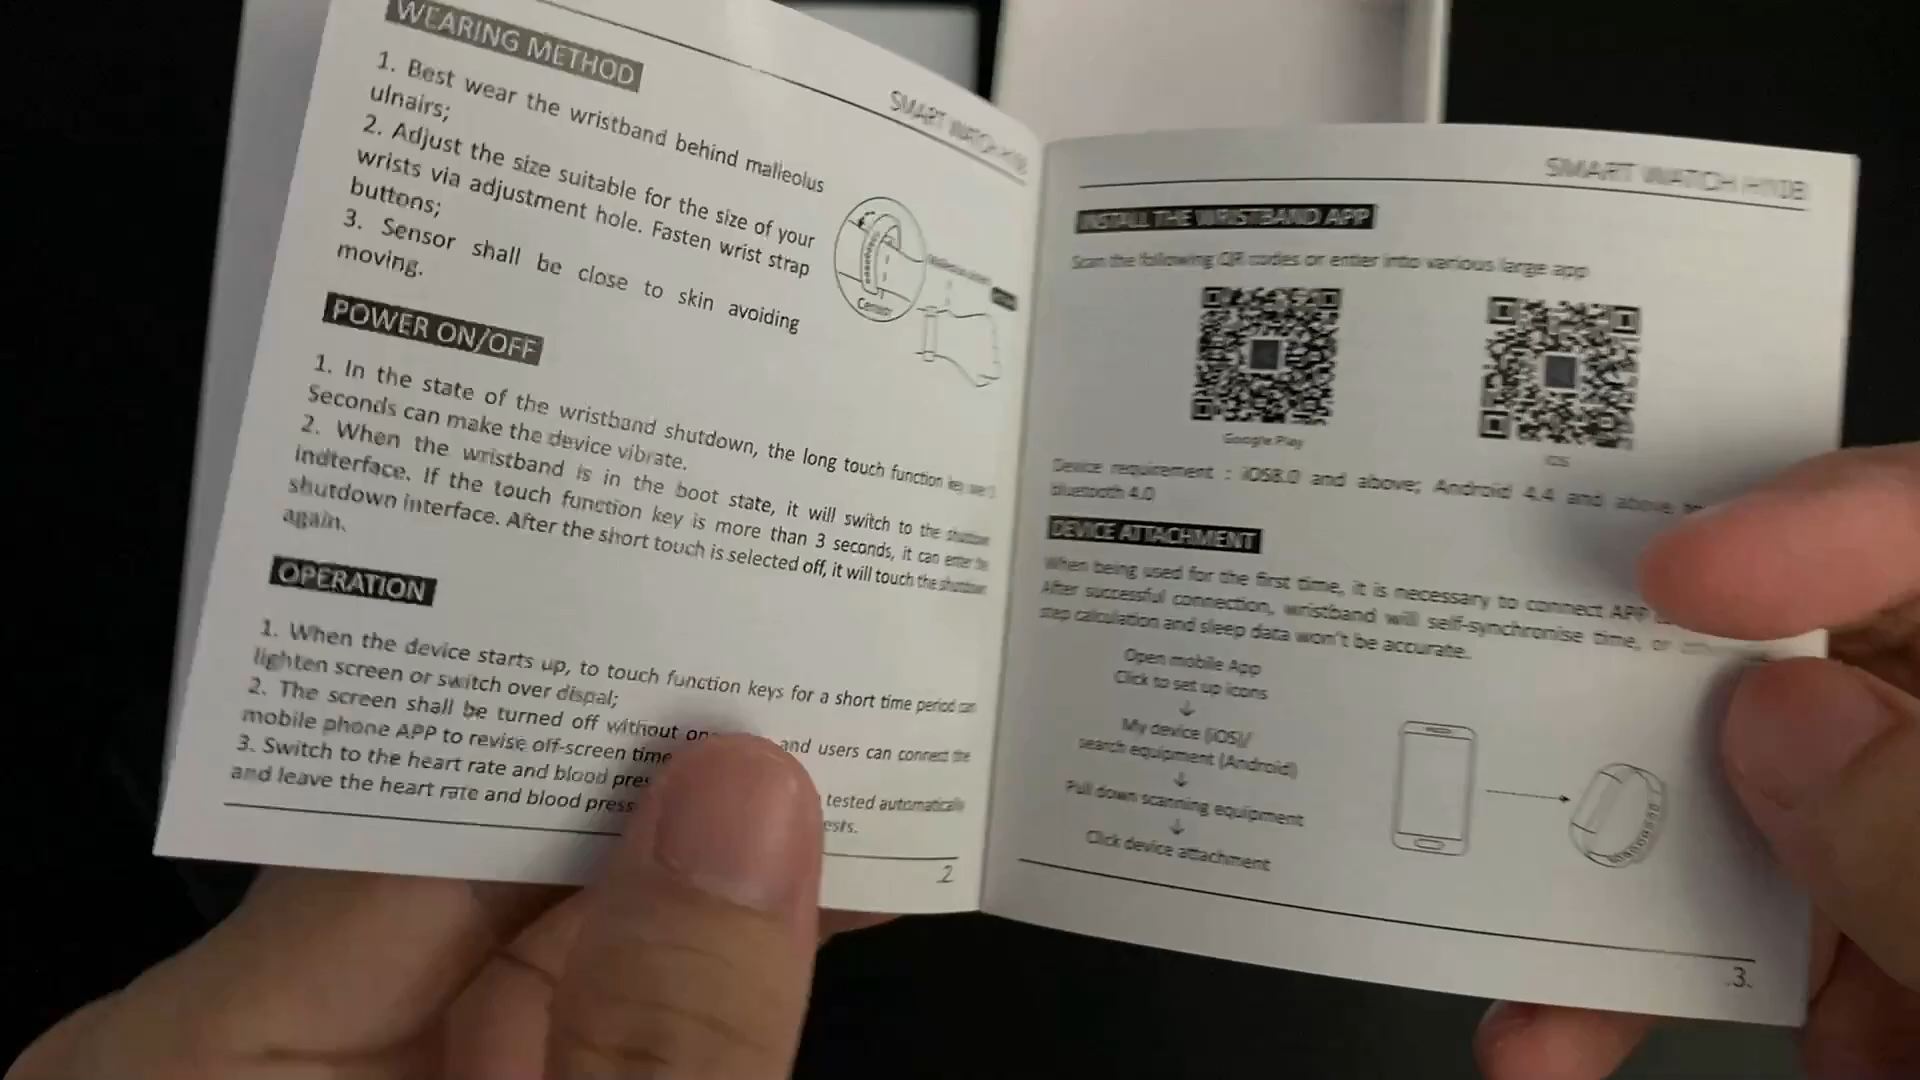 SMART WATCH
WEARING METHOD
1. Best wear the wristband behind malleolus
ulnairs;
2. Adjust the size suitable for the size of your
wrists via adjustment hole. Fasten wrist strap
buttons;
3. Sensor shall be close to skin avoiding
moving.
Censor
POWER ON/OFF
1. In the state of the wristband shutdown, the long touch function key
Seconds can make the device vibrate.
2. When the wristband is in the boot state, it will switch to the
indterface. If the touch function key is more than 3 seconds, it can enter the
shutdown interface. After the short touch is selected off, it will touch the shutdown
again.
OPERATION
1. When the device starts up, to touch function keys for a short time period can
lighten screen or switch over dispal;
2. The screen shall be turned off without and users can connect the
mobile phone APP to revise off-screen time
3. Switch to the heart rate and blood tested automatically
and leave the heart rate and blood
2
SMART WATCH
INSTALL THE WRISTBAND APP
Scan the following QR codes or enter into various large app
Google Play
iOS
Device requirement : iOS8.0 and above; Android 4.4 and above
bluetooth 4.0
DEVICE ATTACHMENT
When being used for the first time, it is necessary to connect APP
After successful connection, wristband will self-synchronise time, or
step calculation and sleep data won't be accurate.
Open mobile App
Click to set up icons
↓
My device (iOS)/
search equipment (Android)
↓
Pull down scanning equipment
↓
Click device attachment
.3.